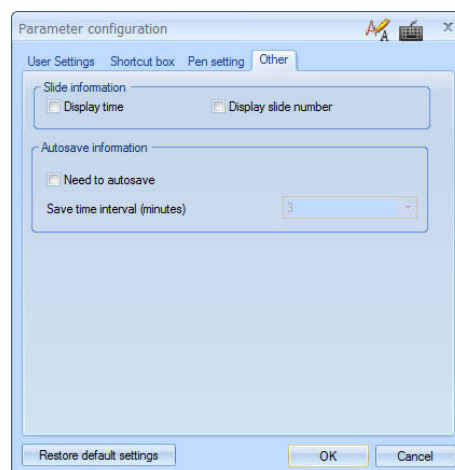 Parameter configuration
User Settings Shortcut box Pen setting Other
Slide information
Display time Display slide number
Autosave information
Need to autosave
Save time interval (minutes) 3
Restore default settings OK Cancel